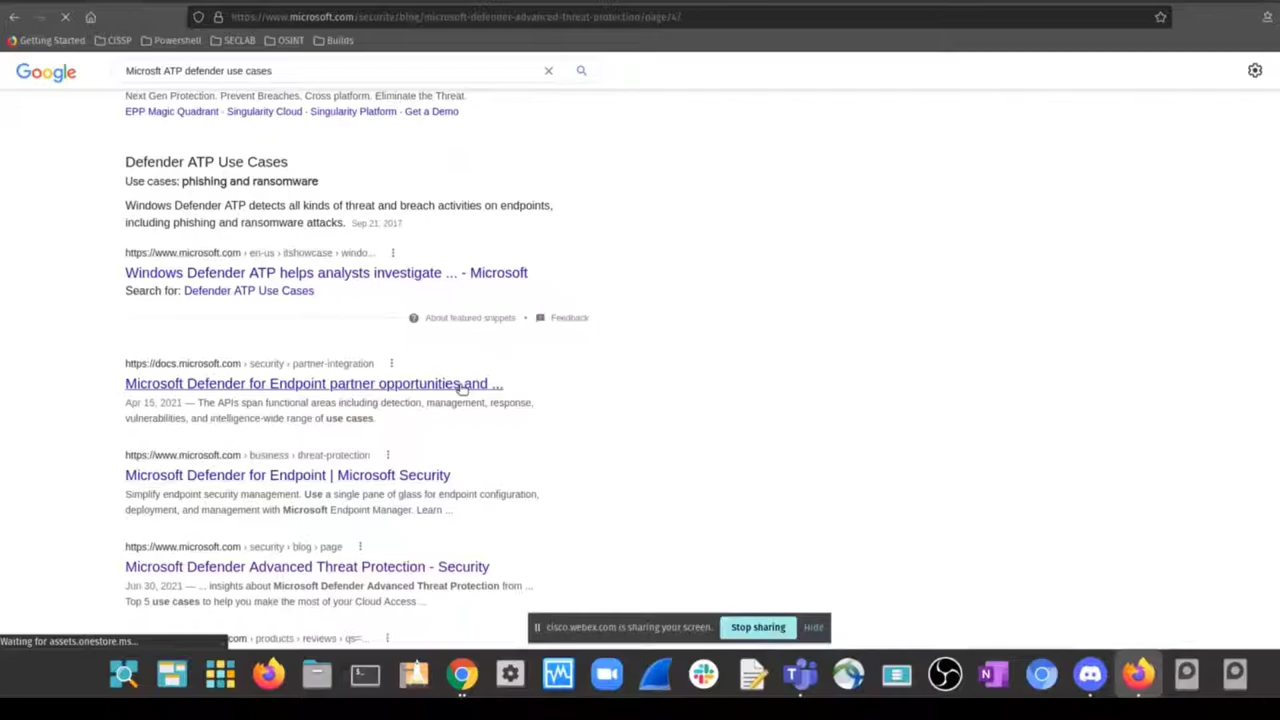 https://www.microsoft.com/security/blog/microsoft-defender-advanced-threat-protection/page/47
Getting Started CISSP Powershell SECLAB OSINT Builds
Google Microsft ATP defender use cases
Next Gen Protection. Prevent Breaches. Cross platform. Eliminate the Threat.
EPP Magic Quadrant · Singularity Cloud · Singularity Platform · Get a Demo
Defender ATP Use Cases
Use cases: phishing and ransomware
Windows Defender ATP detects all kinds of threat and breach activities on endpoints,
including phishing and ransomware attacks. Sep 21, 2017
https://www.microsoft.com › en-us › itshowcase › windo...
Windows Defender ATP helps analysts investigate ... - Microsoft
Search for: Defender ATP Use Cases
About featured snippets • Feedback
https://docs.microsoft.com › security › partner-integration
Microsoft Defender for Endpoint partner opportunities and ...
Apr 15, 2021 — The APIs span functional areas including detection, management, response,
vulnerabilities, and intelligence-wide range of use cases.
https://www.microsoft.com › business › threat-protection
Microsoft Defender for Endpoint | Microsoft Security
Simplify endpoint security management. Use a single pane of glass for endpoint configuration,
deployment, and management with Microsoft Endpoint Manager. Learn ...
https://www.microsoft.com › security › blog › page
Microsoft Defender Advanced Threat Protection - Security
Jun 30, 2021 — ... insights about Microsoft Defender Advanced Threat Protection from ...
Top 5 use cases to help you make the most of your Cloud Access ...
cisco.webex.com is sharing your screen. Stop sharing Hide
Waiting for assets.onestore.ms... com › products › reviews › qs=...